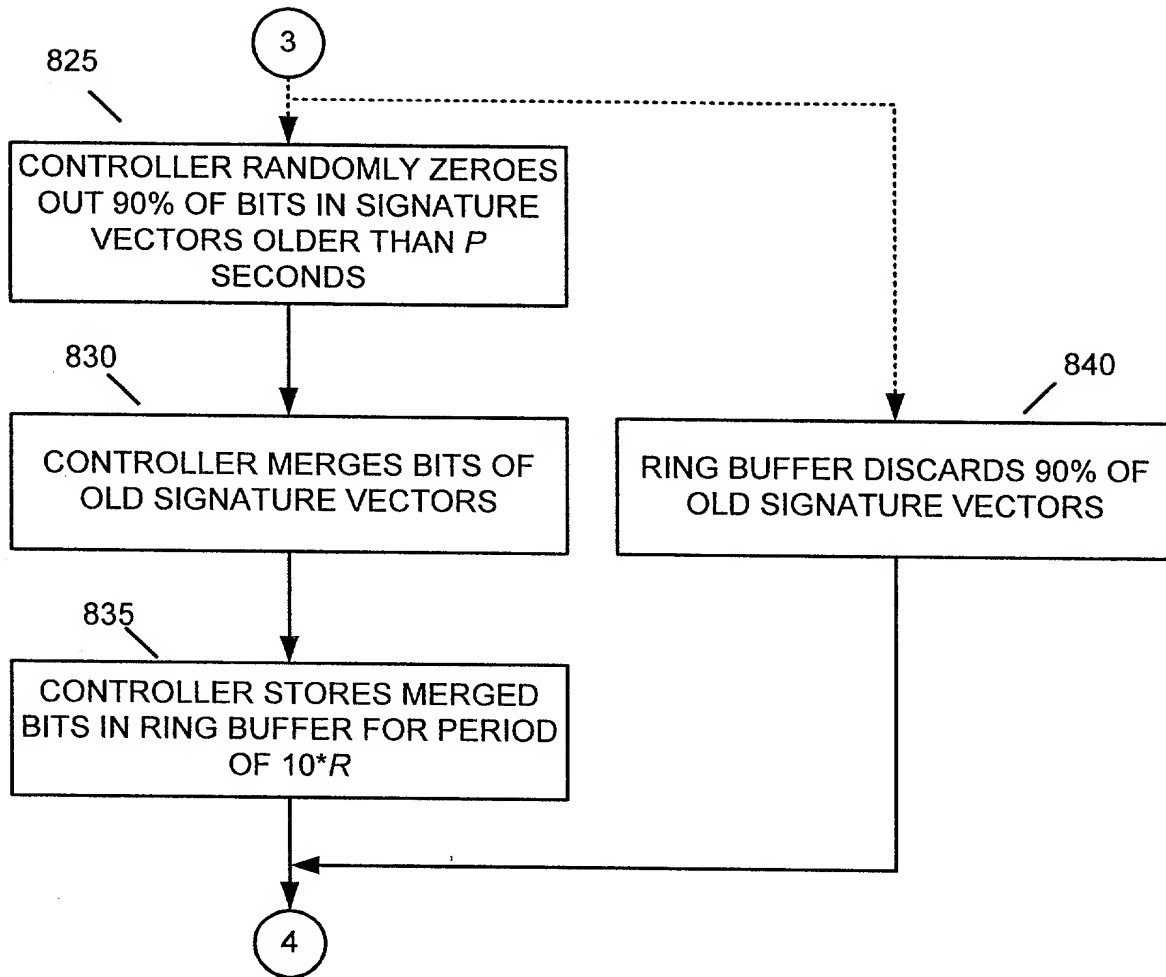 3
825
CONTROLLER RANDOMLY ZEROES
OUT 90% OF BITS IN SIGNATURE
VECTORS OLDER THAN P
SECONDS
830
CONTROLLER MERGES BITS OF
OLD SIGNATURE VECTORS
840
RING BUFFER DISCARDS 90% OF
OLD SIGNATURE VECTORS
835
CONTROLLER STORES MERGED
BITS IN RING BUFFER FOR PERIOD
OF 10*R
4